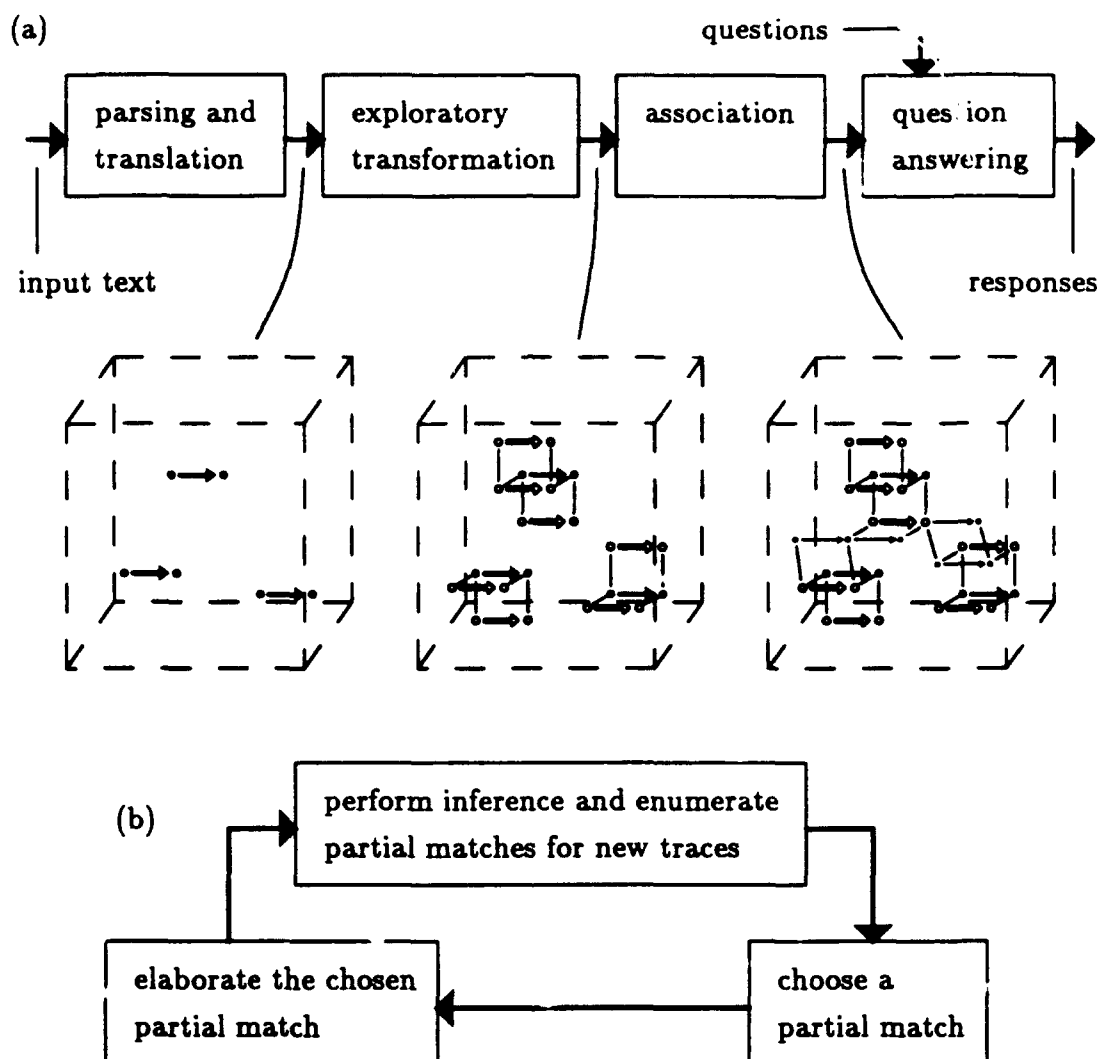 (a)
questions
parsing and
translation
exploratory
transformation
association
question
answering
input text
responses
(b)
perform inference and enumerate
partial matches for new traces
elaborate the chosen
partial match
choose a
partial match